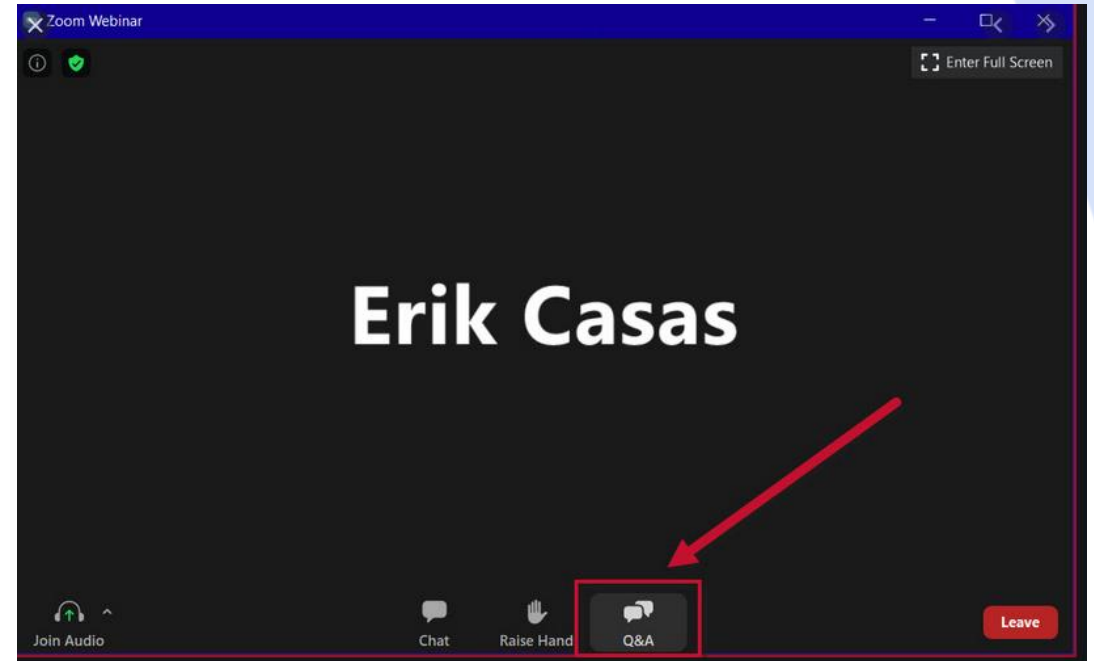 Zoom Webinar
Enter Full Screen
Erik Casas
Join Audio
Chat
Raise Hand
Q&A
Leave